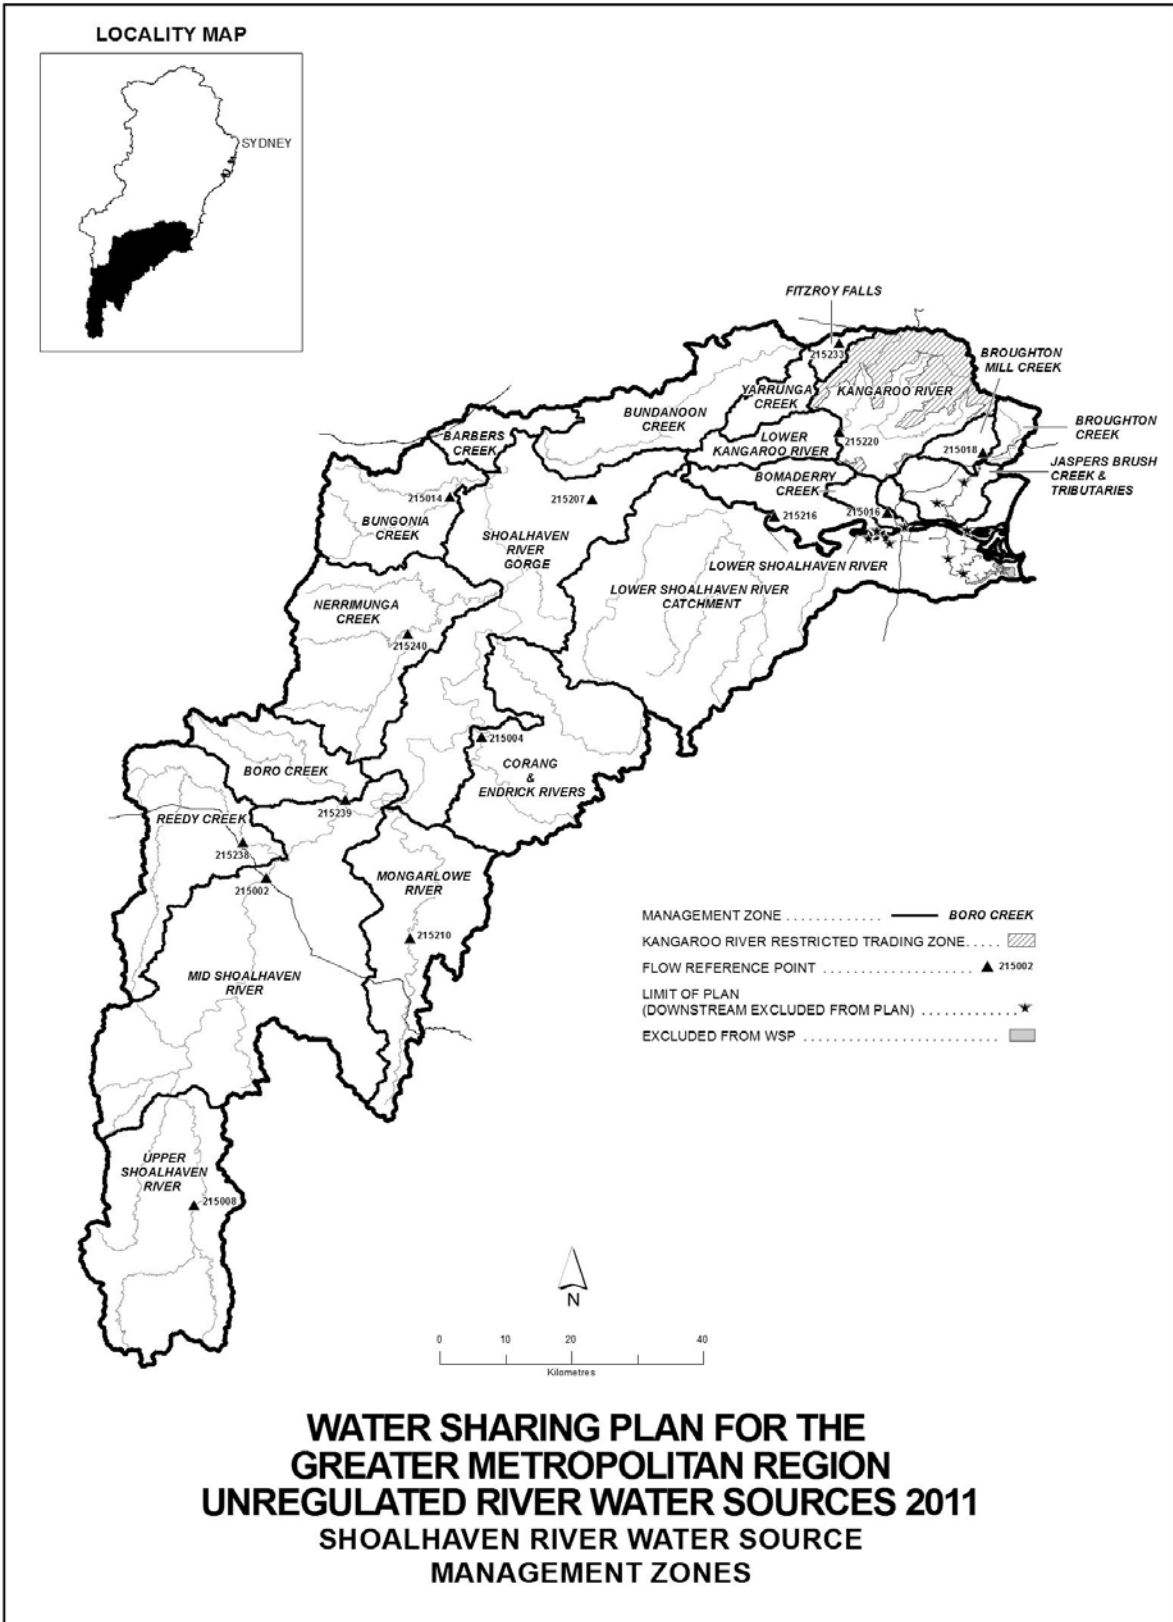 LOCALITY MAP
SYDNEY
FITZROY FALLS
215233
BROUGHTON
MILL CREEK
YARRUNGA
CREEK
KANGAROO RIVER
BUNDANOON
CREEK
BROUGHTON
CREEK
BARBERS
CREEK
LOWER
KANGAROO RIVER
215220
215018
JASPERS BRUSH
CREEK &
TRIBUTARIES
BOMADERRY
CREEK
215014
215207
215216
215016
BUNGONIA
CREEK
SHOALHAVEN
RIVER
GORGE
LOWER SHOALHAVEN RIVER
LOWER SHOALHAVEN RIVER
CATCHMENT
NERRIMUNGA
CREEK
215240
215004
BORO CREEK
CORANG
&
ENDRICK RIVERS
215239
REEDY CREEK
215238
215002
MONGARLOWE
RIVER
215210
MID SHOALHAVEN
RIVER
MANAGEMENT ZONE . . . . . . . . . . . . . BORO CREEK
KANGAROO RIVER RESTRICTED TRADING ZONE. . . . .
FLOW REFERENCE POINT . . . . . . . . . . . . . . . . . . . . . . 215002
LIMIT OF PLAN
(DOWNSTREAM EXCLUDED FROM PLAN) . . . . . . . . . . . . .
EXCLUDED FROM WSP . . . . . . . . . . . . . . . . . . . . . . . . . .
UPPER
SHOALHAVEN
RIVER
215008
N
0 10 20 40
Kilometres
WATER SHARING PLAN FOR THE
GREATER METROPOLITAN REGION
UNREGULATED RIVER WATER SOURCES 2011
SHOALHAVEN RIVER WATER SOURCE
MANAGEMENT ZONES